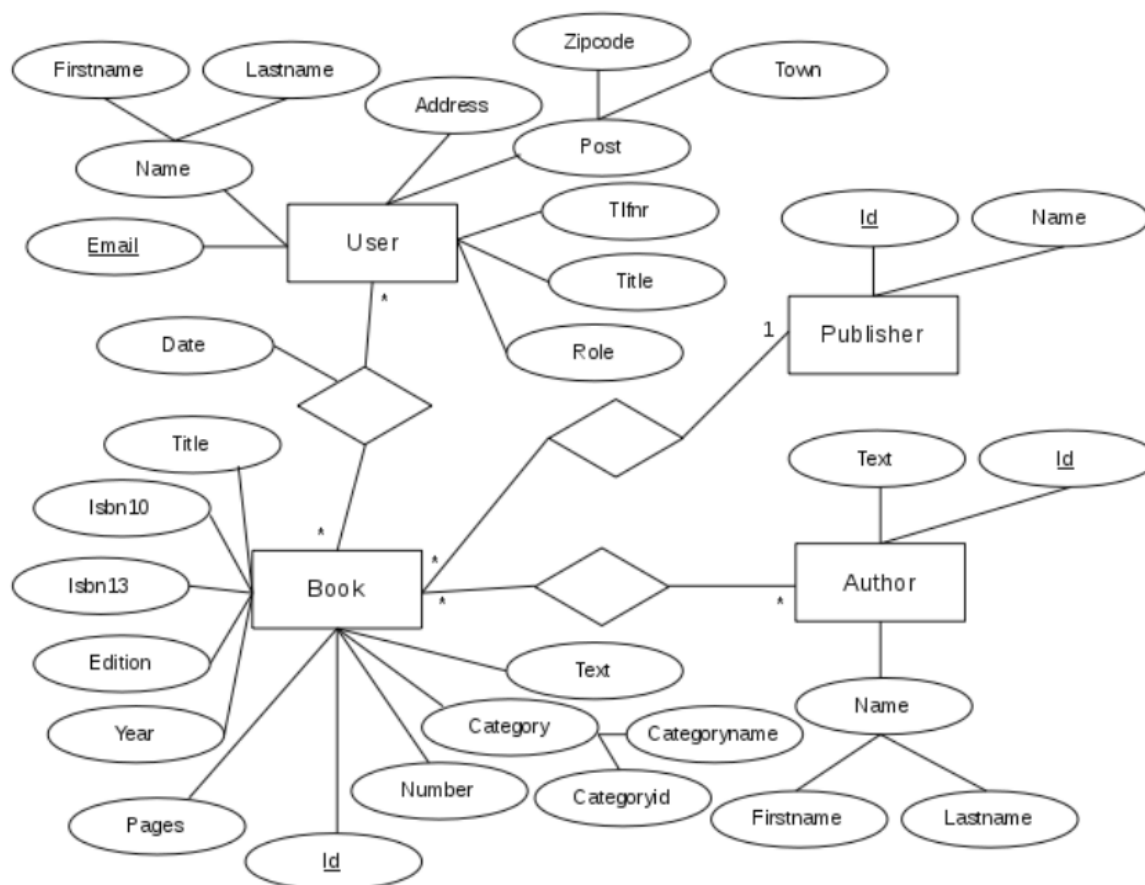 Zipcode
Firstname
Lastname
Town
Address
Post
Name
Tlfnr
Id
Name
Email
User
Title
*
1
Publisher
Date
Role
Title
Text
Id
Isbn10
*
*
Isbn13
Book
*
*
Author
Edition
Text
Name
Year
Category
Categoryname
Number
Categoryid
Firstname
Lastname
Pages
Id